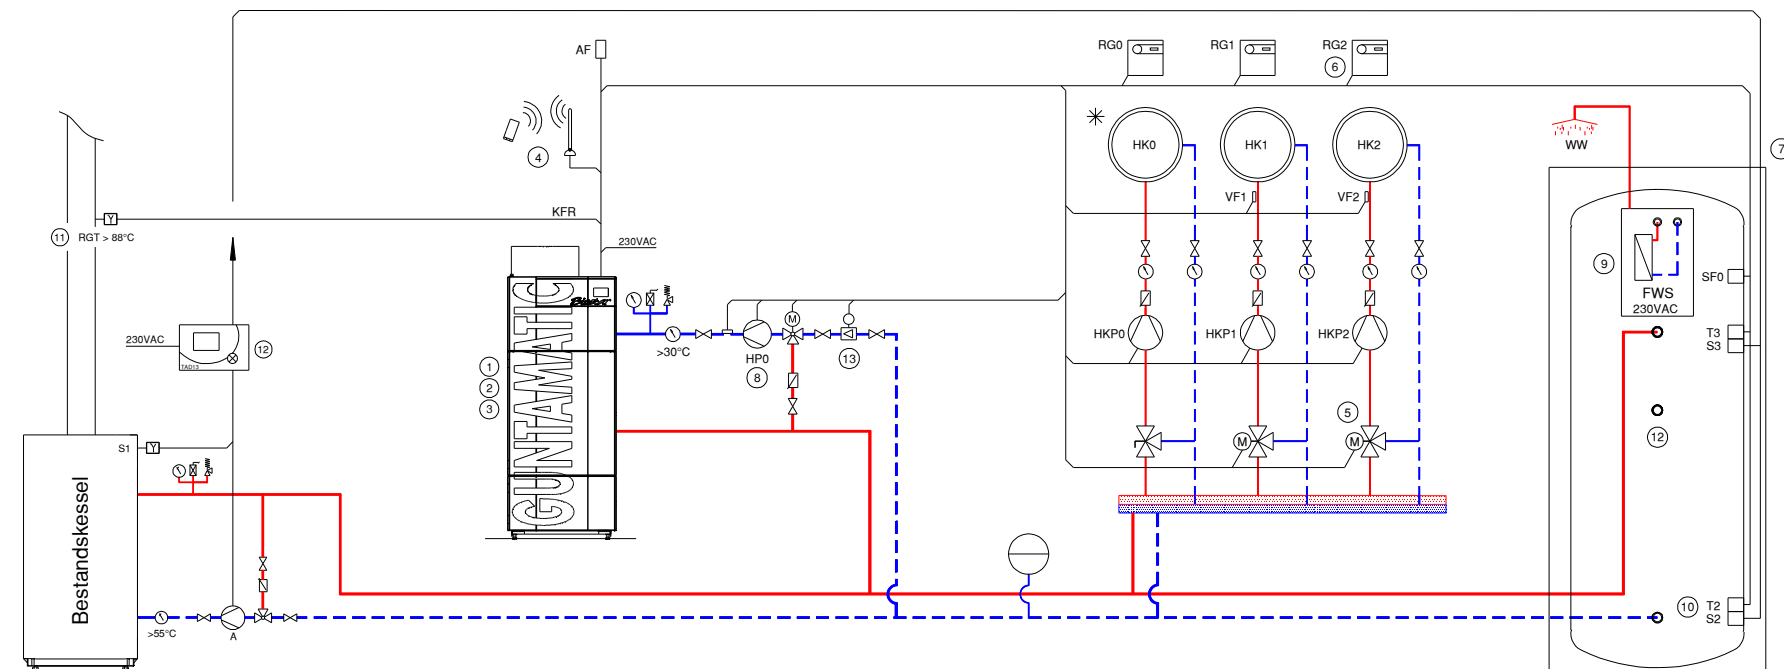 AF
RG0
RG1
RG2
6
HK0
HK1
HK2
WW
7
4
VF1
VF2
KFR
11
RGT > 88°C
230VAC
9
SF0
FWS
230VAC
GUNTAMATIC
Biostar
M
230VAC
12
TAD13
>30°C
HP0
8
13
HKP0
HKP1
HKP2
T3
S3
1
2
3
5
M
M
12
S1
Y
Y
Bestandskessel
10
T2
S2
>55°C
A